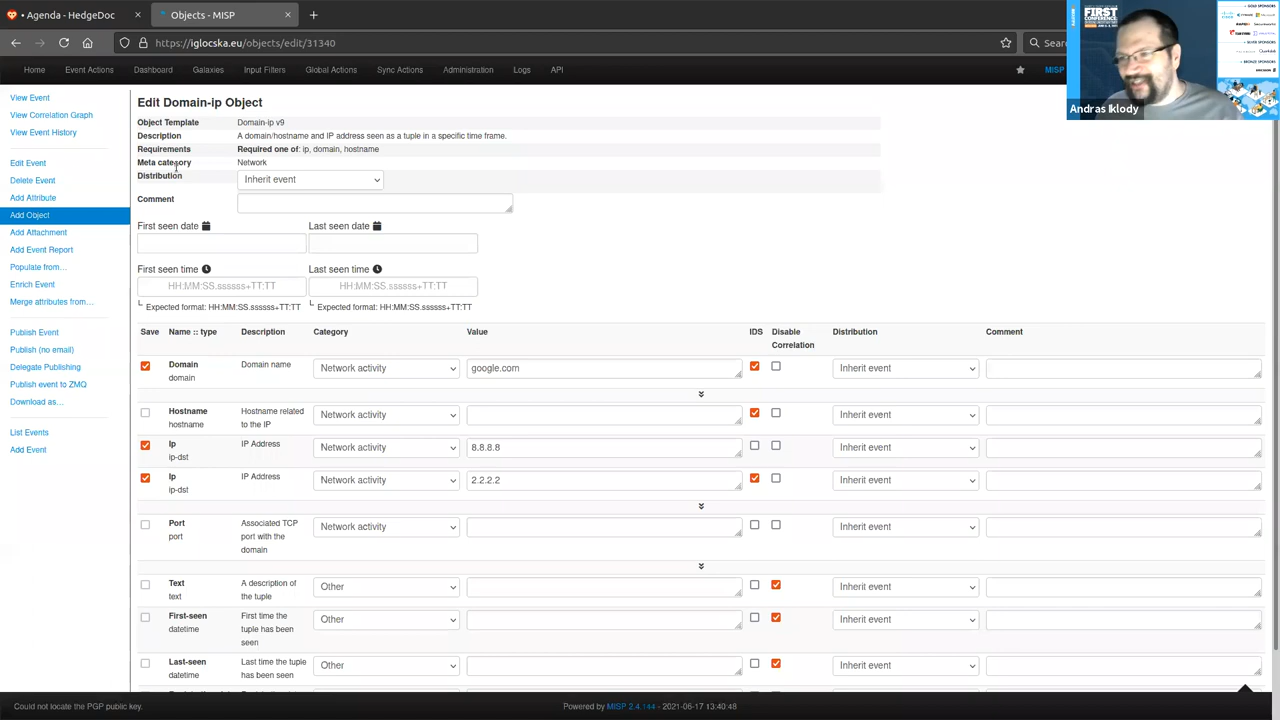 • Agenda - HedgeDoc
Objects - MISP
https://iglocska.eu/objects/edit/31340
Sear
Home Event Actions Dashboard Galaxies Input Filters Global Actions Sync Actions Administration Logs API
MISP
FIRST
CONFERENCE
Andras Iklody
View Event
View Correlation Graph
View Event History
Edit Event
Delete Event
Add Attribute
Add Object
Add Attachment
Add Event Report
Populate from...
Enrich Event
Merge attributes from...
Publish Event
Publish (no email)
Delegate Publishing
Publish event to ZMQ
Download as...
List Events
Add Event
Edit Domain-ip Object
Object Template Domain-ip v9
Description A domain/hostname and IP address seen as a tuple in a specific time frame.
Requirements Required one of: ip, domain, hostname
Meta category Network
Distribution Inherit event
Comment
First seen date Last seen date
First seen time Last seen time
HH:MM:SS.ssssss+TT:TT HH:MM:SS.ssssss+TT:TT
Expected format: HH:MM:SS.ssssss+TT:TT Expected format: HH:MM:SS.ssssss+TT:TT
Save Name :: type Description Category Value IDS Disable Correlation Distribution Comment
Domain Domain name Network activity google.com Inherit event
domain
Hostname Hostname related Network activity Inherit event
hostname to the IP
Ip IP Address Network activity 8.8.8.8 Inherit event
ip-dst
Ip IP Address Network activity 2.2.2.2 Inherit event
ip-dst
Port Associated TCP Network activity Inherit event
port port with the
domain
Text A description of Other Inherit event
text the tuple
First-seen First time the Other Inherit event
datetime tuple has been
seen
Last-seen Last time the tuple Other Inherit event
datetime has been seen
Could not locate the PGP public key.
Powered by MISP 2.4.144 - 2021-06-17 13:40:48